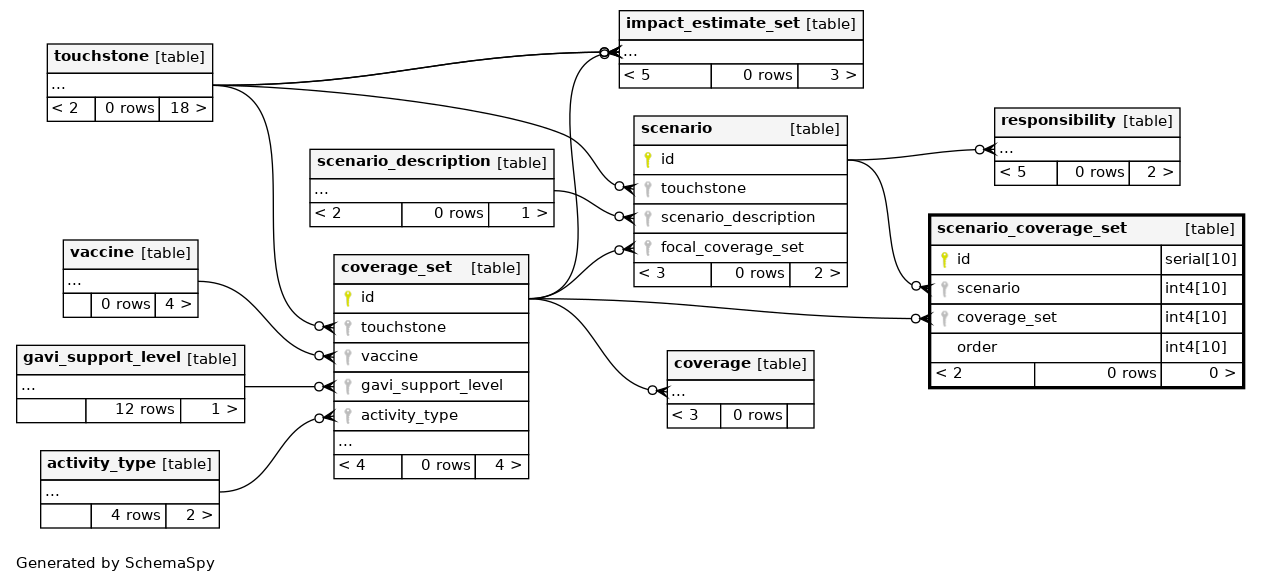 impact_estimate_set [table]
...
< 5 0 rows 3 >
touchstone [table]
...
< 2 0 rows 18 >
responsibility [table]
...
< 5 0 rows 2 >
scenario [table]
id
touchstone
scenario_description
focal_coverage_set
< 3 0 rows 2 >
scenario_description [table]
...
< 2 0 rows 1 >
scenario_coverage_set [table]
id serial[10]
scenario int4[10]
coverage_set int4[10]
order int4[10]
< 2 0 rows 0 >
vaccine [table]
...
0 rows 4 >
coverage_set [table]
id
touchstone
vaccine
gavi_support_level
activity_type
...
< 4 0 rows 4 >
gavi_support_level [table]
...
12 rows 1 >
coverage [table]
...
< 3 0 rows
activity_type [table]
...
4 rows 2 >
Generated by SchemaSpy